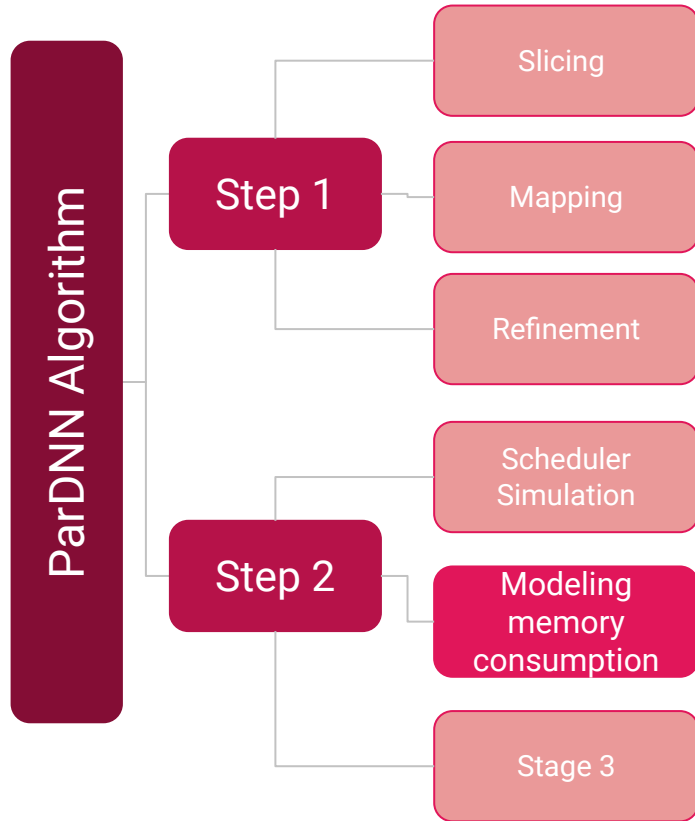 ParDNN Algorithm
Step 1
Slicing
Mapping
Refinement
Step 2
Scheduler
Simulation
Modeling
memory
consumption
Stage 3